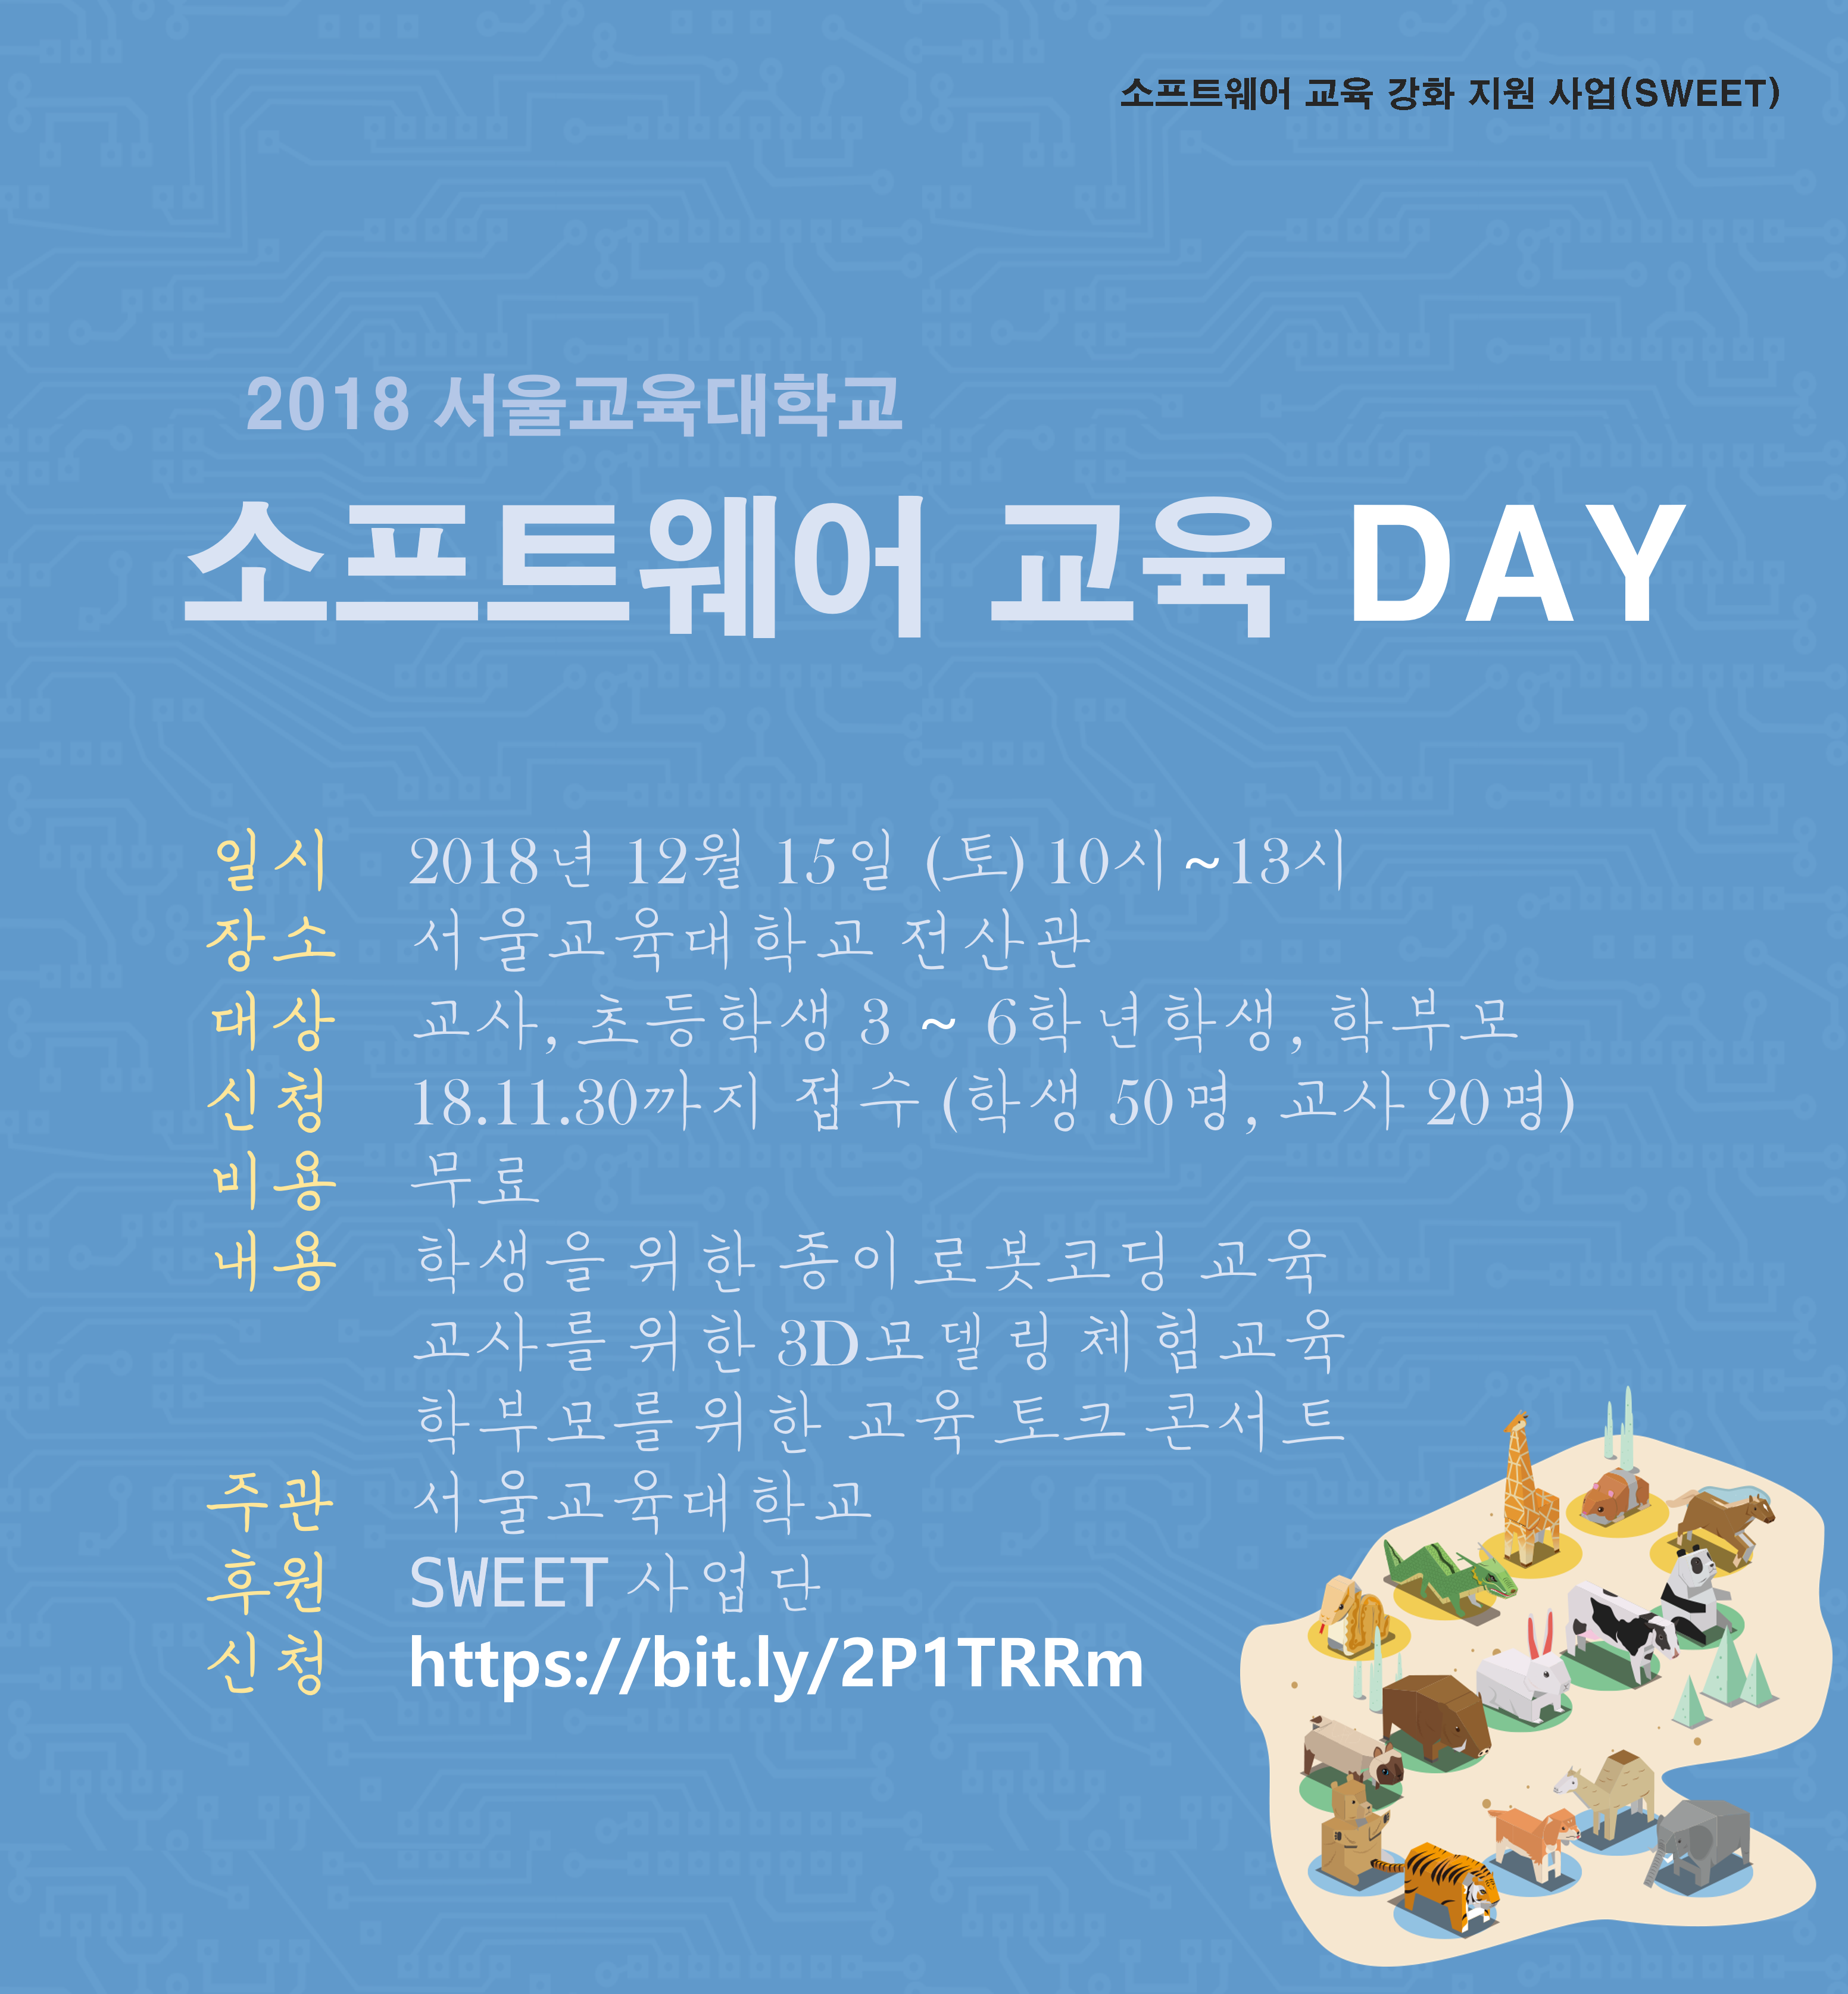 소프트웨어 교육 강화 지원 사업(SWEET)
2018 서울교육대학교
소프트웨어 교육 DAY
일시 2018년 12월 15일 (토) 10시 ~13시
장소 서울교육대학교 전산관
대상 교사, 초등학생 3 ~ 6학년학생, 학부모
신청 18.11.30까지 접수 (학생 50명, 교사 20명)
비용 무료
내용 학생을 위한 종이로봇코딩 교육
교사를 위한 3D모델링 체험교육
학부모를 위한 교육 토크콘서트
주관 서울교육대학교
후원 SWEET 사업단
신청 https://bit.ly/2P1TRRm